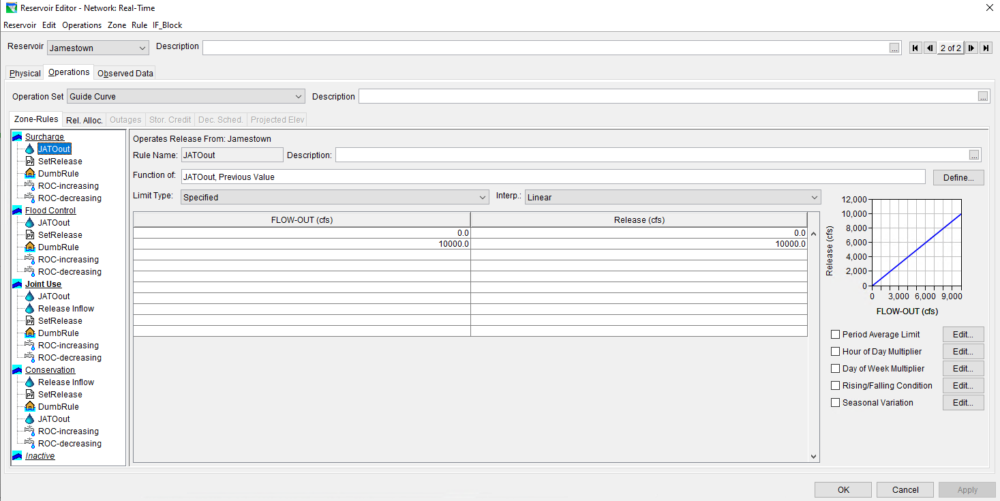 Reservoir Editor - Network: Real-Time
Reservoir Edit Operations Zone Rule IF_Block
Reservoir Jamestown Description ... 2 of 2
Physical Operations Observed Data
Operation Set Guide Curve Description ...
Zone-Rules Rel. Alloc. Outages Stor. Credit Dec. Sched. Projected Elev
Surcharge
JATOout
SetRelease
DumbRule
ROC-increasing
ROC-decreasing
Flood Control
JATOout
SetRelease
DumbRule
ROC-increasing
ROC-decreasing
Joint Use
JATOout
Release Inflow
SetRelease
DumbRule
ROC-increasing
ROC-decreasing
Conservation
Release Inflow
SetRelease
DumbRule
JATOout
ROC-increasing
ROC-decreasing
Inactive
Operates Release From: Jamestown
Rule Name: JATOout Description: ...
Function of: JATOout, Previous Value Define...
Limit Type: Specified Interp.: Linear
FLOW-OUT (cfs) Release (cfs)
0.0 0.0
10000.0 10000.0
Release (cfs)
12,000
10,000
8,000
6,000
4,000
2,000
0
0 3,000 6,000 9,000
FLOW-OUT (cfs)
Period Average Limit Edit...
Hour of Day Multiplier Edit...
Day of Week Multiplier Edit...
Rising/Falling Condition Edit...
Seasonal Variation Edit...
OK Cancel Apply